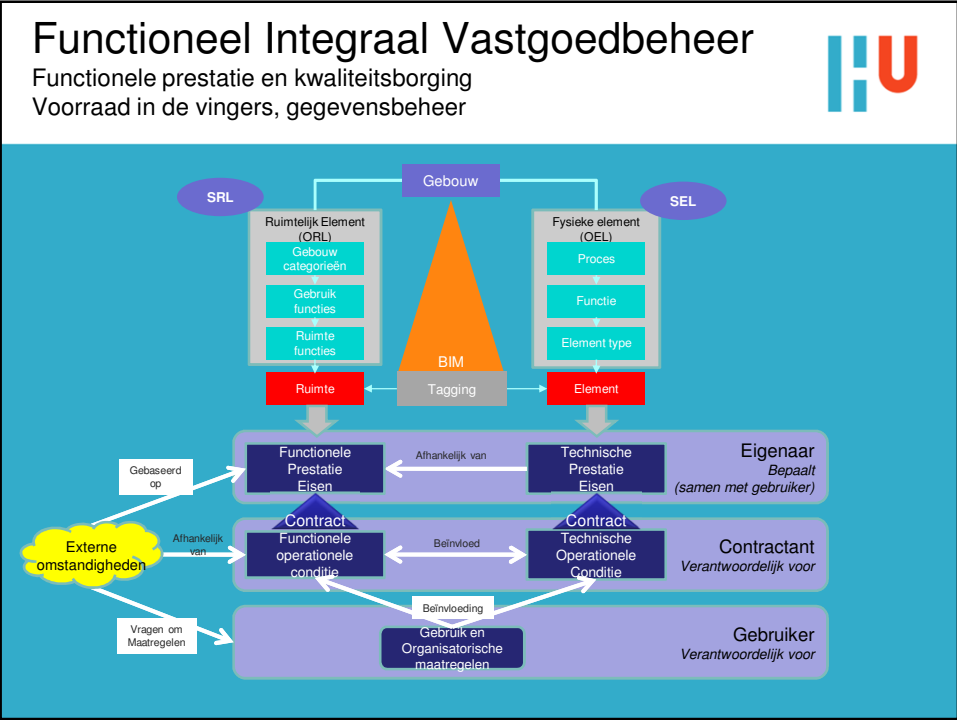 Functioneel Integraal Vastgoedbeheer
Functionele prestatie en kwaliteitsborging
Voorraad in de vingers, gegevensbeheer
HU
Gebouw
SRL
SEL
Ruimtelijk Element
(ORL)
Gebouw
categorieën
Gebruik
functies
Ruimte
functies
Fysieke element
(OEL)
Proces
Functie
Element type
BIM
Ruimte
Tagging
Element
Functionele
Prestatie
Eisen
Afhankelijk van
Technische
Prestatie
Eisen
Eigenaar
Bepaalt
(samen met gebruiker)
Gebaseerd
op
Contract
Contract
Externe
omstandigheden
Afhankelijk
van
Functionele
operationele
conditie
Beïnvloed
Technische
Operationele
Conditie
Contractant
Verantwoordelijk voor
Beïnvloeding
Vragen om
Maatregelen
Gebruik en
Organisatorische
maatregelen
Gebruiker
Verantwoordelijk voor